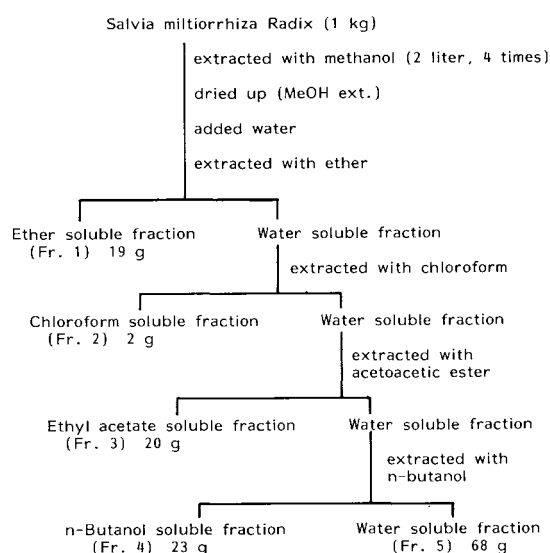 Salvia miltiorrhiza Radix (1 kg)
extracted with methanol (2 liter, 4 times)
dried up (MeOH ext.)
added water
extracted with ether
Ether soluble fraction
(Fr. 1) 19 g
Water soluble fraction
extracted with chloroform
Chloroform soluble fraction
(Fr. 2) 2 g
Water soluble fraction
extracted with
acetoacetic ester
Ethyl acetate soluble fraction
(Fr. 3) 20 g
Water soluble fraction
extracted with
n-butanol
n-Butanol soluble fraction
(Fr. 4) 23 g
Water soluble fraction
(Fr. 5) 68 g